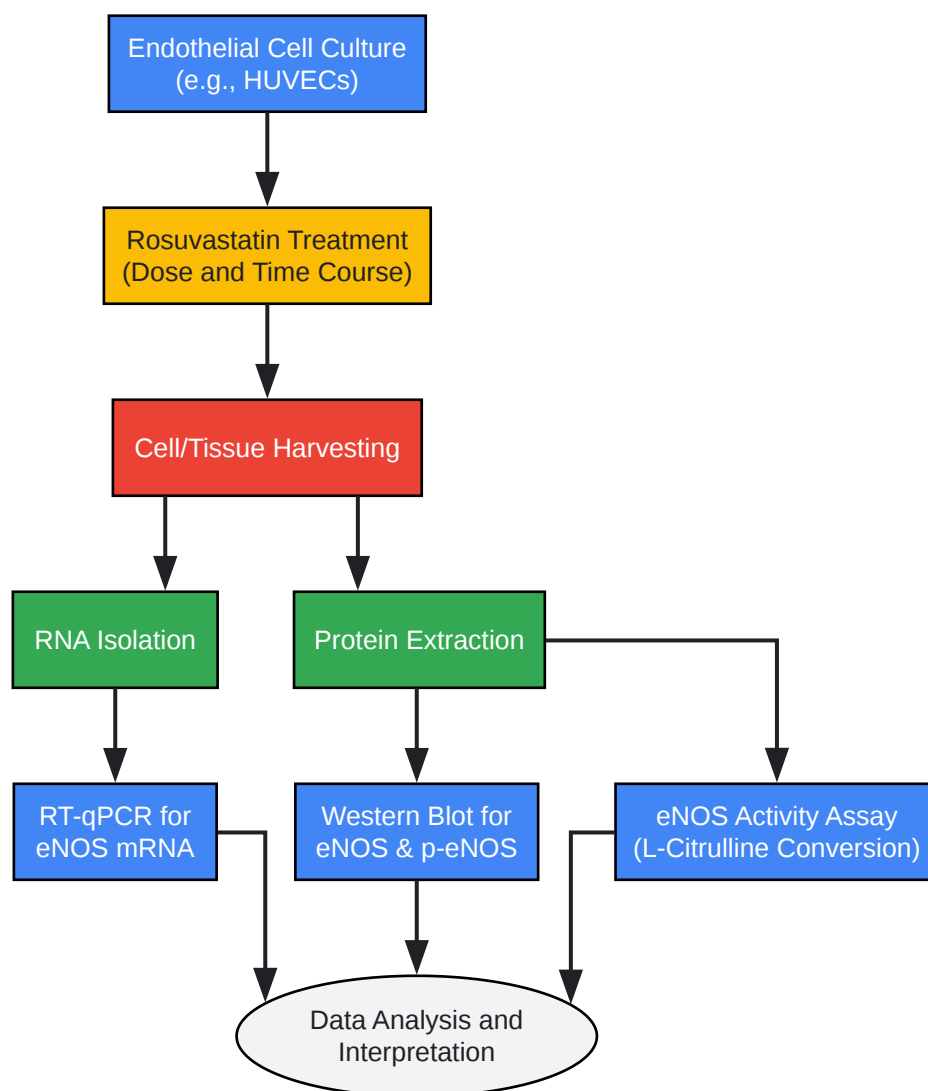 Endothelial Cell Culture
(e.g., HUVECs)
Rosuvastatin Treatment
(Dose and Time Course)
Cell/Tissue Harvesting
RNA Isolation
Protein Extraction
RT-qPCR for
eNOS mRNA
Western Blot for
eNOS & p-eNOS
eNOS Activity Assay
(L-Citrulline Conversion)
Data Analysis and
Interpretation